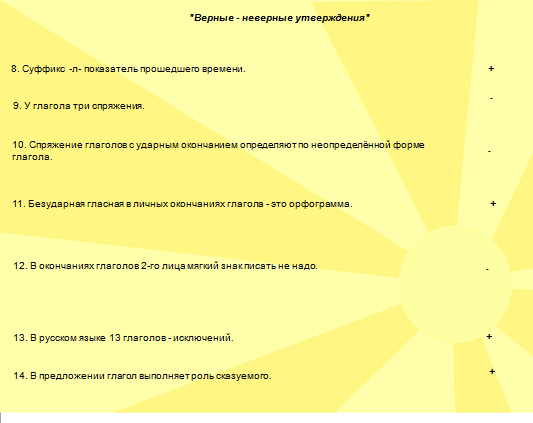 "Верные - неверные утверждения"
8. Суффикс -л- показатель прошедшего времени. +
9. У глагола три спряжения. -
10. Спряжение глаголов с ударным окончанием определяют по неопределённой форме
глагола. -
11. Безударная гласная в личных окончаниях глагола - это орфограмма. +
12. В окончаниях глаголов 2-го лица мягкий знак писать не надо. -
13. В русском языке 13 глаголов - исключений. +
14. В предложении глагол выполняет роль сказуемого. +